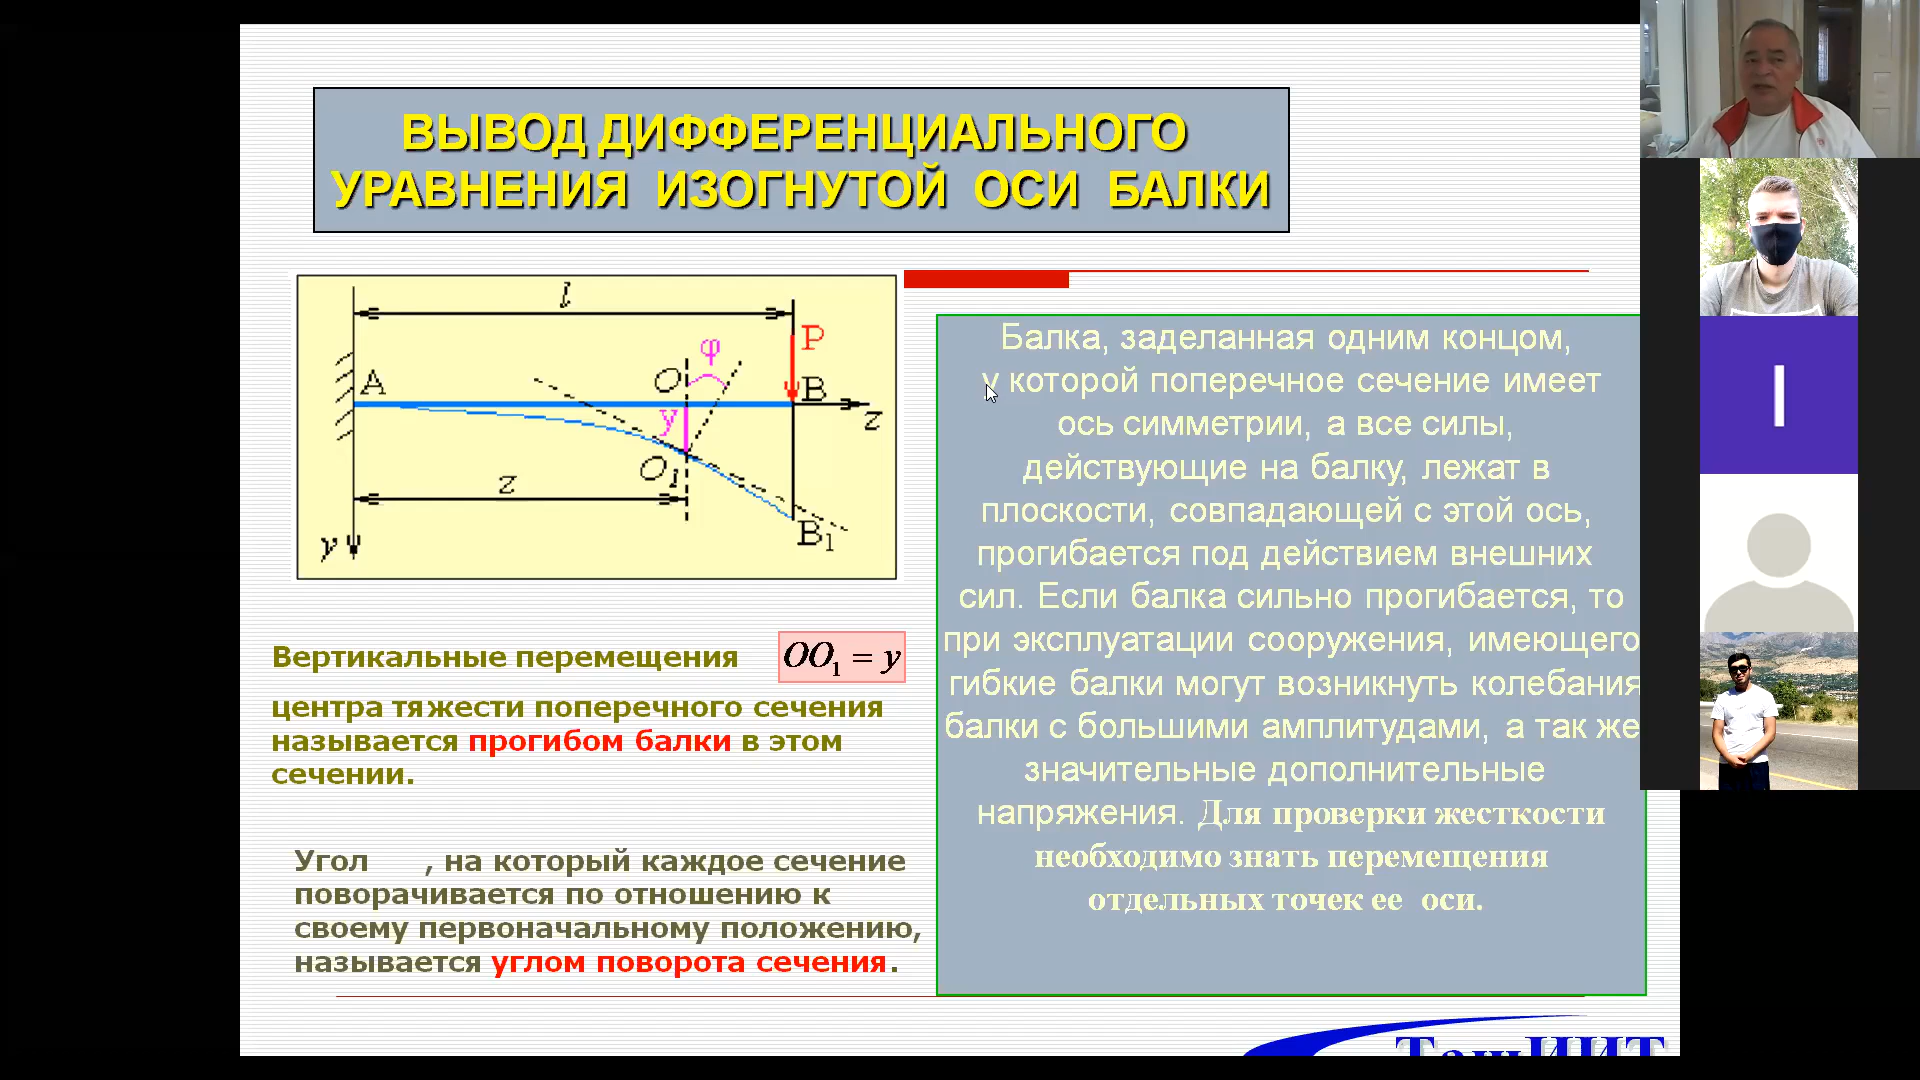 ВЫВОД ДИФФЕРЕНЦИАЛЬНОГО
УРАВНЕНИЯ ИЗОГНУТОЙ ОСИ БАЛКИ
l
P
φ
A
O
B
y
z
O1
z
B1
y
Вертикальные перемещения OO1 = y
центра тяжести поперечного сечения
называется прогибом балки в этом
сечении.
Угол , на который каждое сечение
поворачивается по отношению к
своему первоначальному положению,
называется углом поворота сечения.
Балка, заделанная одним концом,
у которой поперечное сечение имеет
ось симметрии, а все силы,
действующие на балку, лежат в
плоскости, совпадающей с этой ось,
прогибается под действием внешних
сил. Если балка сильно прогибается, то
при эксплуатации сооружения, имеющего
гибкие балки могут возникнуть колебания
балки с большими амплитудами, а так же
значительные дополнительные
напряжения. Для проверки жесткости
необходимо знать перемещения
отдельных точек ее оси.
I
ТашИИТ